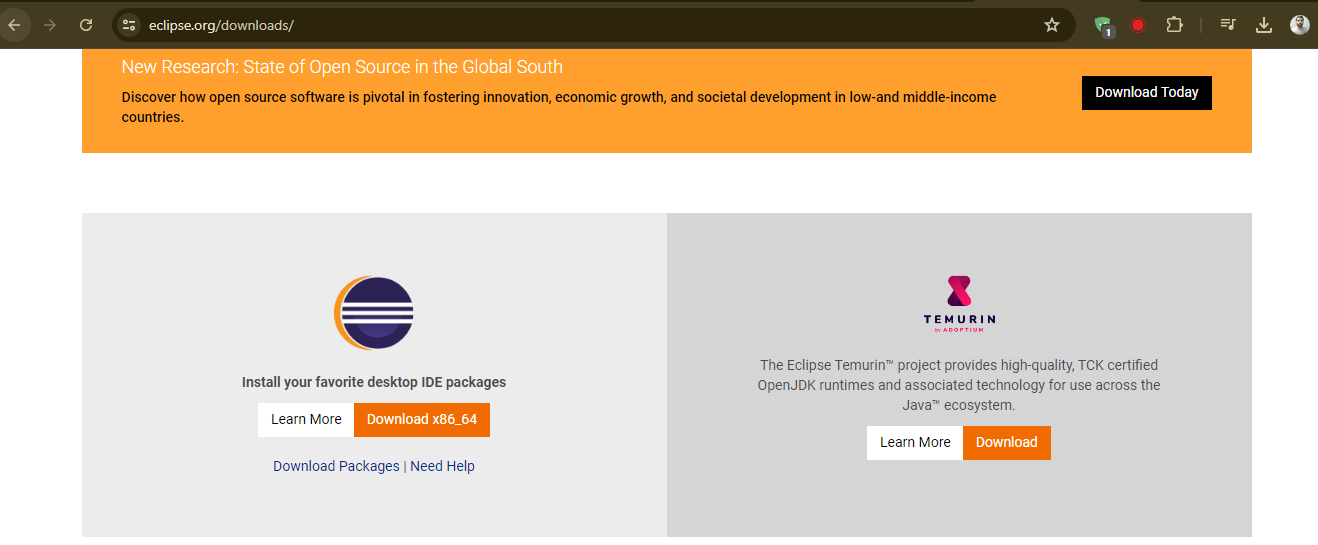 eclipse.org/downloads/
1
New Research: State of Open Source in the Global South
Discover how open source software is pivotal in fostering innovation, economic growth, and societal development in low-and middle-income
countries.
Download Today
Install your favorite desktop IDE packages
Learn More
Download x86_64
Download Packages | Need Help
TEMURIN
by ADOPTIUM
The Eclipse Temurin™ project provides high-quality, TCK certified
OpenJDK runtimes and associated technology for use across the
Java™ ecosystem.
Learn More
Download